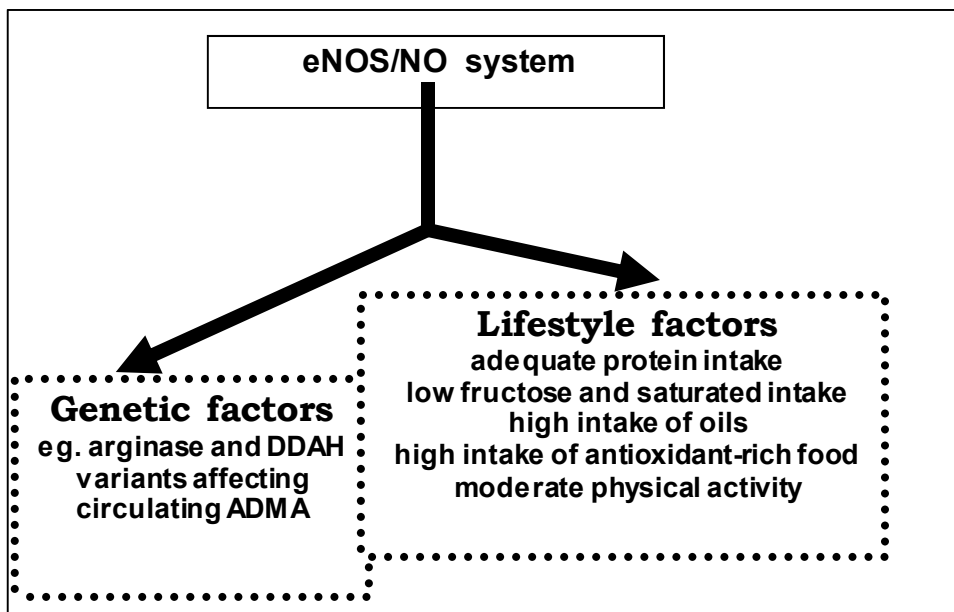 eNOS/NO system
Lifestyle factors
adequate protein intake
low fructose and saturated intake
high intake of oils
high intake of antioxidant-rich food
moderate physical activity
Genetic factors
eg. arginase and DDAH
variants affecting
circulating ADMA